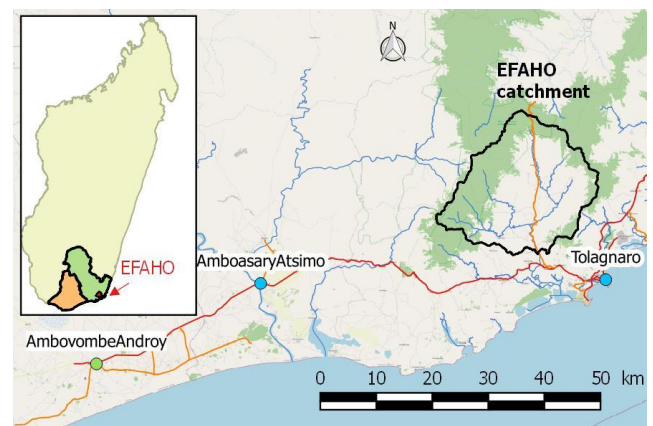 N
EFAHO
catchment
EFAHO
AmboasaryAtsimo
Tolagnaro
AmbovombeAndroy
0 10 20 30 40 50 km